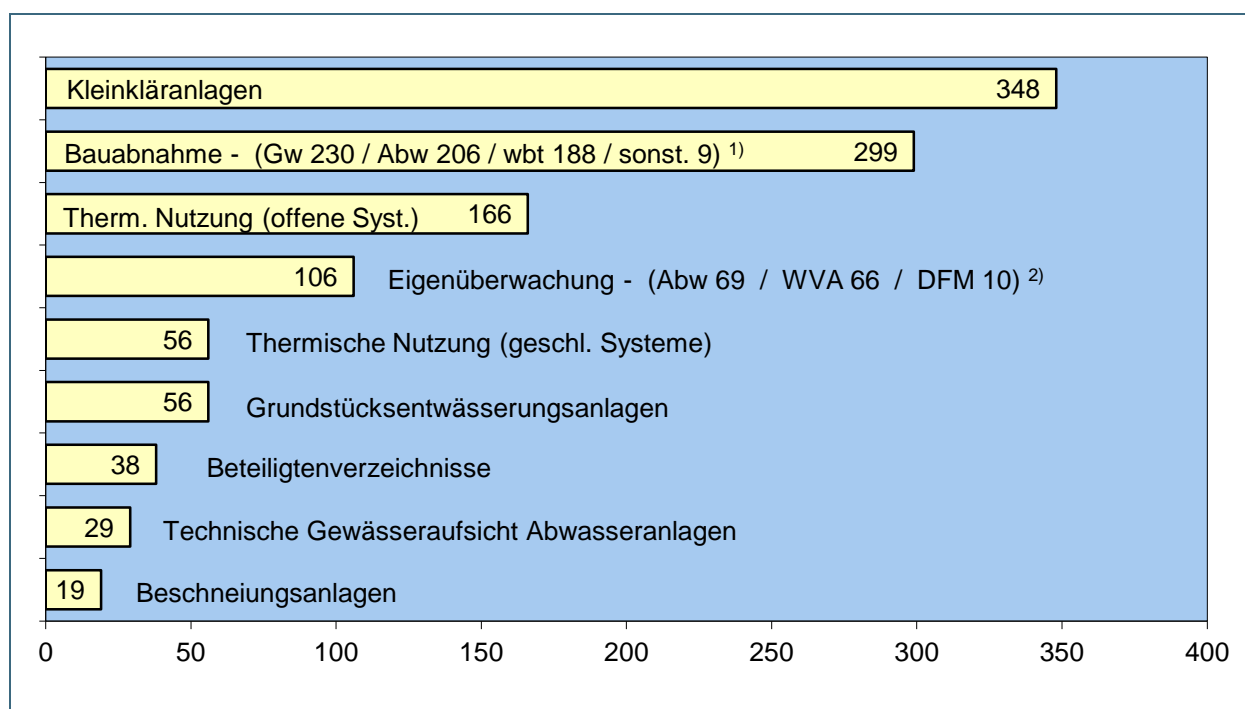 Kleinkläranlagen 348
Bauabnahme - (Gw 230 / Abw 206 / wbt 188 / sonst. 9) 1) 299
Therm. Nutzung (offene Syst.) 166
106 Eigenüberwachung - (Abw 69 / WVA 66 / DFM 10) 2)
56 Thermische Nutzung (geschl. Systeme)
56 Grundstücksentwässerungsanlagen
38 Beteiligtenverzeichnisse
29 Technische Gewässeraufsicht Abwasseranlagen
19 Beschneiungsanlagen
0 50 100 150 200 250 300 350 400